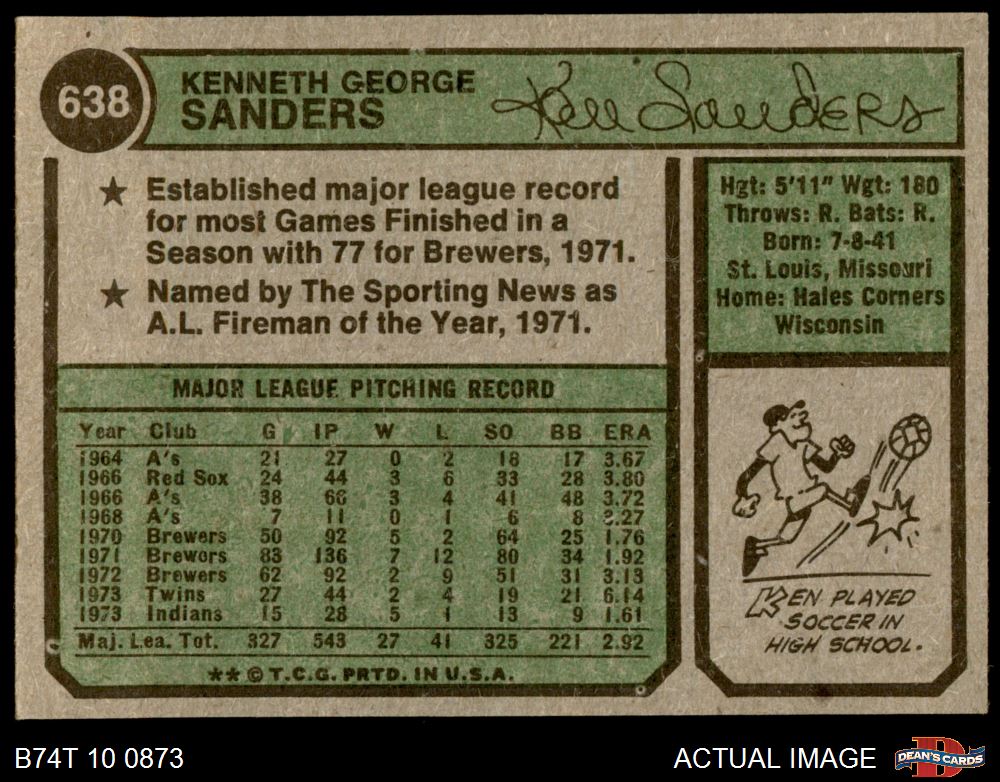 638
KENNETH GEORGE
SANDERS
Ken Sanders
★ Established major league record
for most Games Finished in a
Season with 77 for Brewers, 1971.
★ Named by The Sporting News as
A.L. Fireman of the Year, 1971.
Hgt: 5'11" Wgt: 180
Throws: R. Bats: R.
Born: 7-8-41
St. Louis, Missouri
Home: Hales Corners
Wisconsin
MAJOR LEAGUE PITCHING RECORD
Year Club G IP W L SO BB ERA
1964 A's 21 27 0 2 18 17 3.67
1966 Red Sox 24 44 3 6 33 28 3.80
1966 A's 38 66 3 4 41 48 3.72
1968 A's 7 11 0 1 6 8 3.27
1970 Brewers 50 92 5 2 64 25 1.76
1971 Brewers 83 136 7 12 80 34 1.92
1972 Brewers 62 92 2 9 51 31 3.13
1973 Twins 27 44 2 4 19 21 6.14
1973 Indians 15 28 5 1 13 9 1.61
Maj. Lea. Tot. 327 543 27 41 325 221 2.92
** © T.C.G. PRTD. IN U.S.A.
KEN PLAYED
SOCCER IN
HIGH SCHOOL.
B74T 10 0873
ACTUAL IMAGE
DEAN'S CARDS